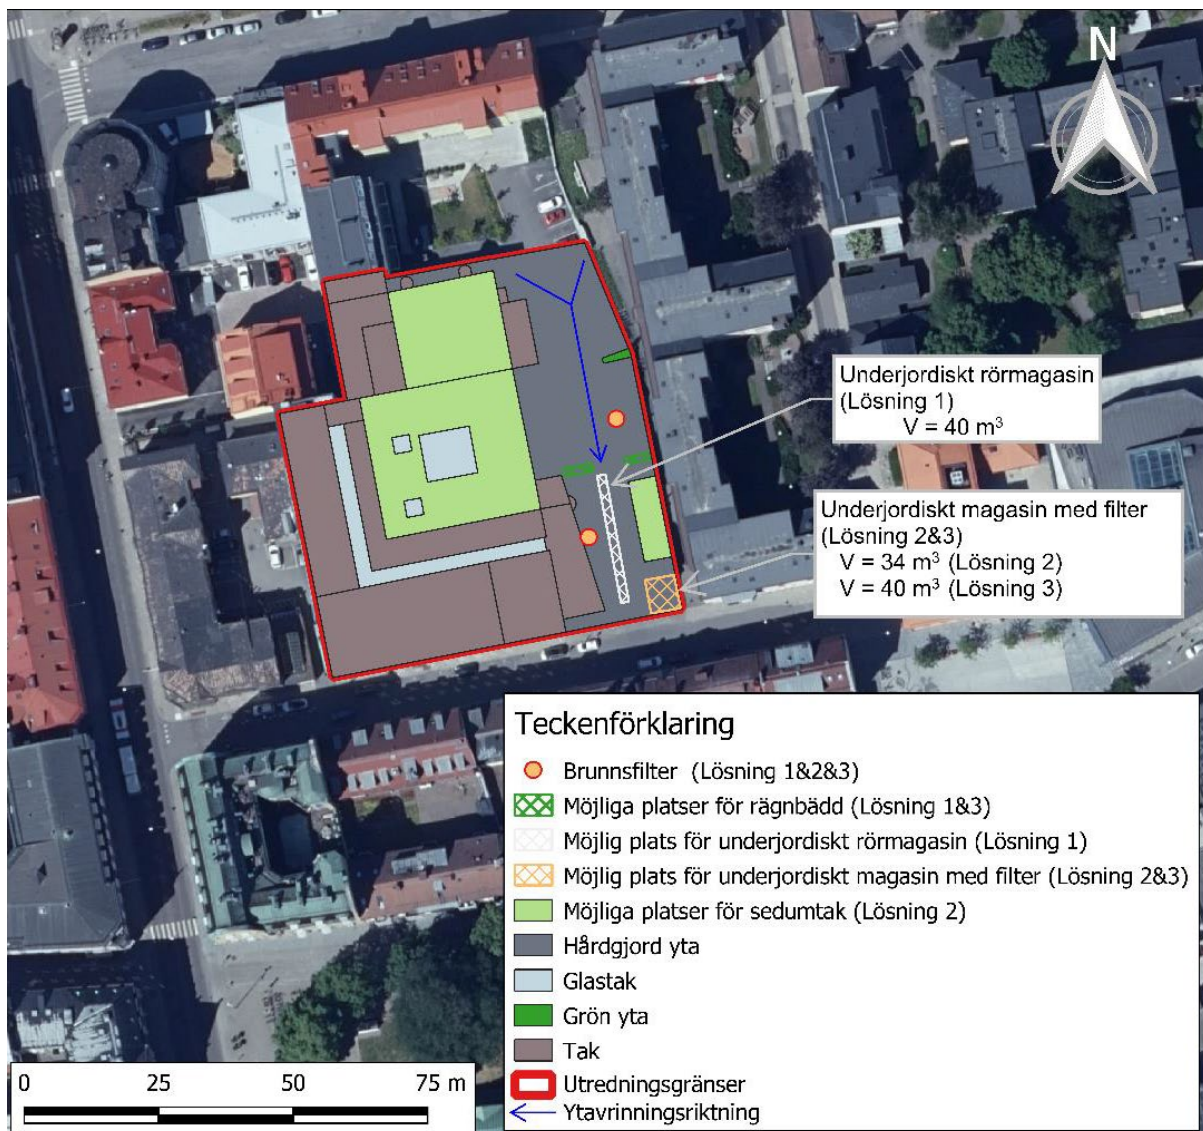 N
Underjordiskt rörmagasin
(Lösning 1)
V = 40 m³
Underjordiskt magasin med filter
(Lösning 2&3)
V = 34 m³ (Lösning 2)
V = 40 m³ (Lösning 3)
Teckenförklaring
Brunnsfilter (Lösning 1&2&3)
Möjliga platser för rägnbädd (Lösning 1&3)
Möjlig plats för underjordiskt rörmagasin (Lösning 1)
Möjlig plats för underjordiskt magasin med filter (Lösning 2&3)
Möjliga platser för sedumtak (Lösning 2)
Hårdgjord yta
Glastak
Grön yta
Tak
Utredningsgränser
Ytavrinningsriktning
0 25 50 75 m